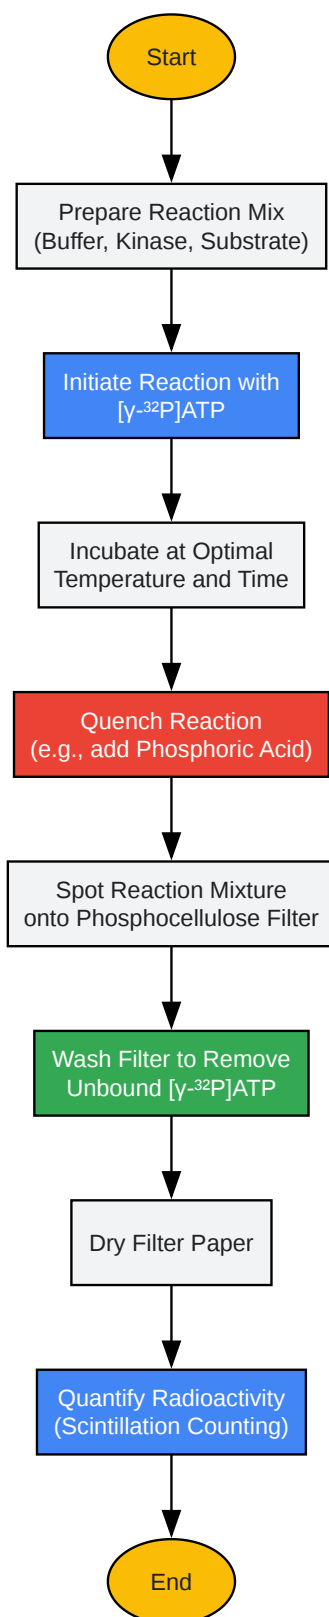 Start
Prepare Reaction Mix
(Buffer, Kinase, Substrate)
Initiate Reaction with
[γ-³²P]ATP
Incubate at Optimal
Temperature and Time
Quench Reaction
(e.g., add Phosphoric Acid)
Spot Reaction Mixture
onto Phosphocellulose Filter
Wash Filter to Remove
Unbound [γ-³²P]ATP
Dry Filter Paper
Quantify Radioactivity
(Scintillation Counting)
End